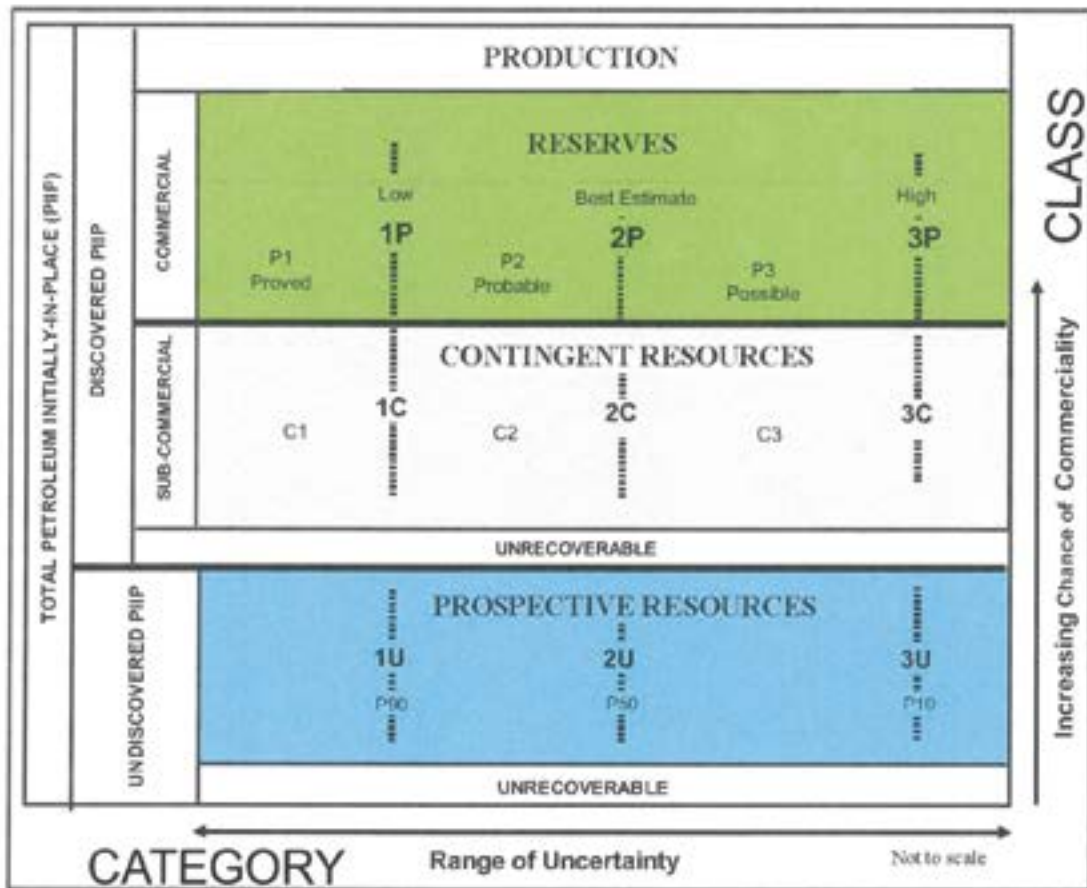 PRODUCTION
RESERVES
Low
Best Estimate
High
1P
2P
3P
P1
Proved
P2
Probable
P3
Possible
CONTINGENT RESOURCES
1C
2C
3C
C1
C2
C3
UNRECOVERABLE
PROSPECTIVE RESOURCES
1U
2U
3U
P90
P50
P10
UNRECOVERABLE
TOTAL PETROLEUM INITIALLY-IN-PLACE (PIIP)
DISCOVERED PIIP
UNDISCOVERED PIIP
COMMERCIAL
SUB-COMMERCIAL
CLASS
Increasing Chance of Commerciality
CATEGORY
Range of Uncertainty
Not to scale